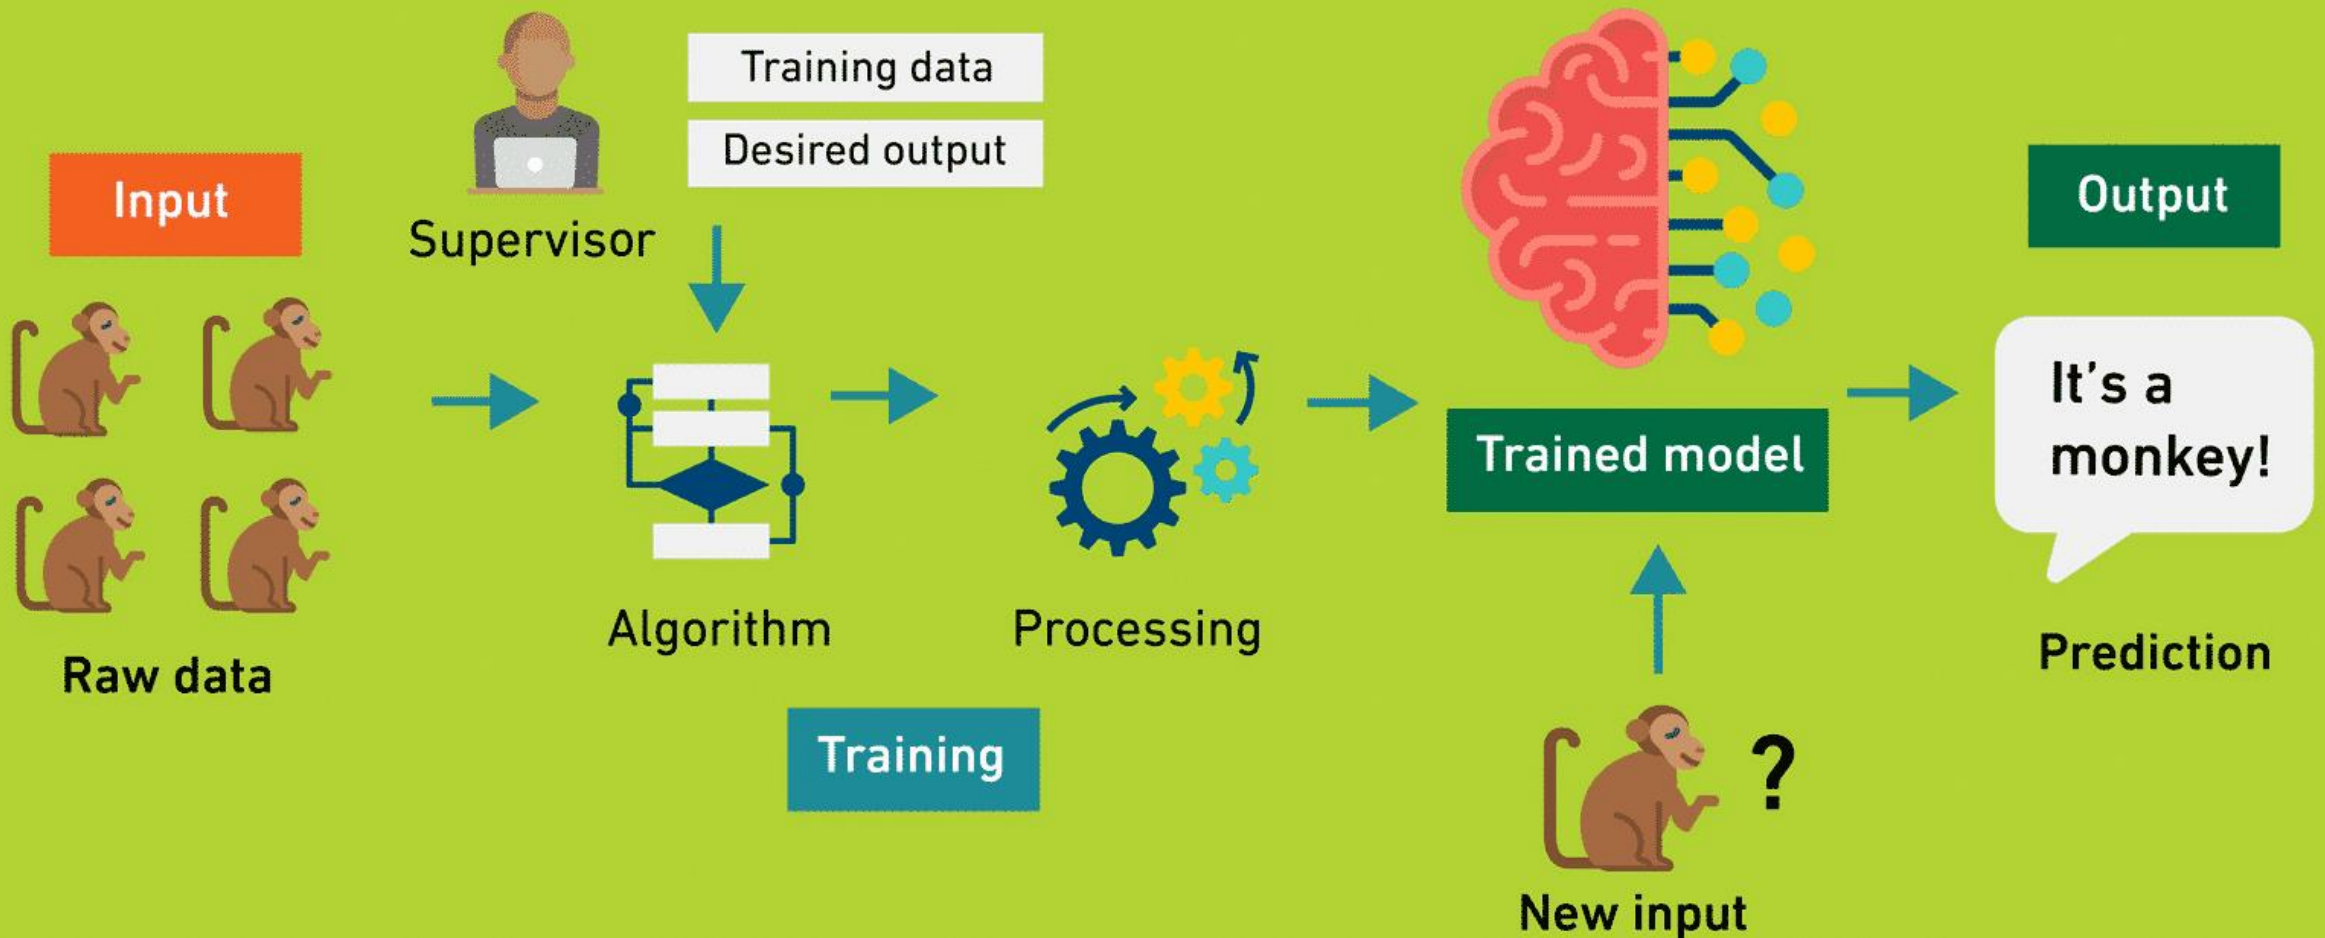 Input
Raw data
Supervisor
Training data
Desired output
Algorithm
Processing
Training
Trained model
?
New input
Output
It's a
monkey!
Prediction